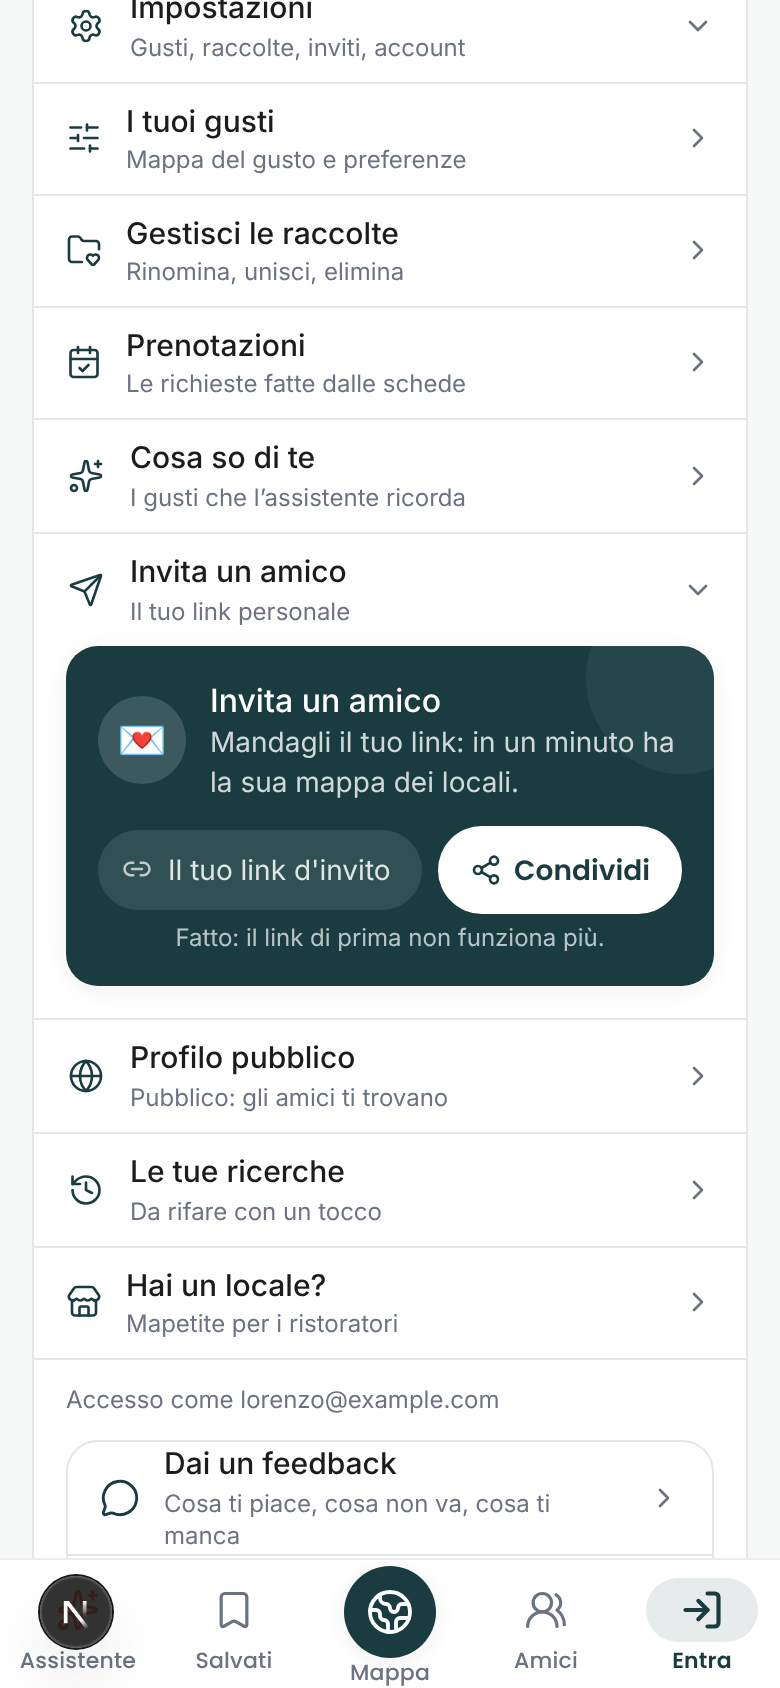 Impostazioni
Gusti, raccolte, inviti, account
I tuoi gusti
Mappa del gusto e preferenze
Gestisci le raccolte
Rinomina, unisci, elimina
Prenotazioni
Le richieste fatte dalle schede
Cosa so di te
I gusti che l’assistente ricorda
Invita un amico
Il tuo link personale
Invita un amico
Mandagli il tuo link: in un minuto ha
la sua mappa dei locali.
Il tuo link d'invito
Condividi
Fatto: il link di prima non funziona più.
Profilo pubblico
Pubblico: gli amici ti trovano
Le tue ricerche
Da rifare con un tocco
Hai un locale?
Mapetite per i ristoratori
Accesso come lorenzo@example.com
Dai un feedback
Cosa ti piace, cosa non va, cosa ti
manca
N
Assistente
Salvati
Mappa
Amici
Entra